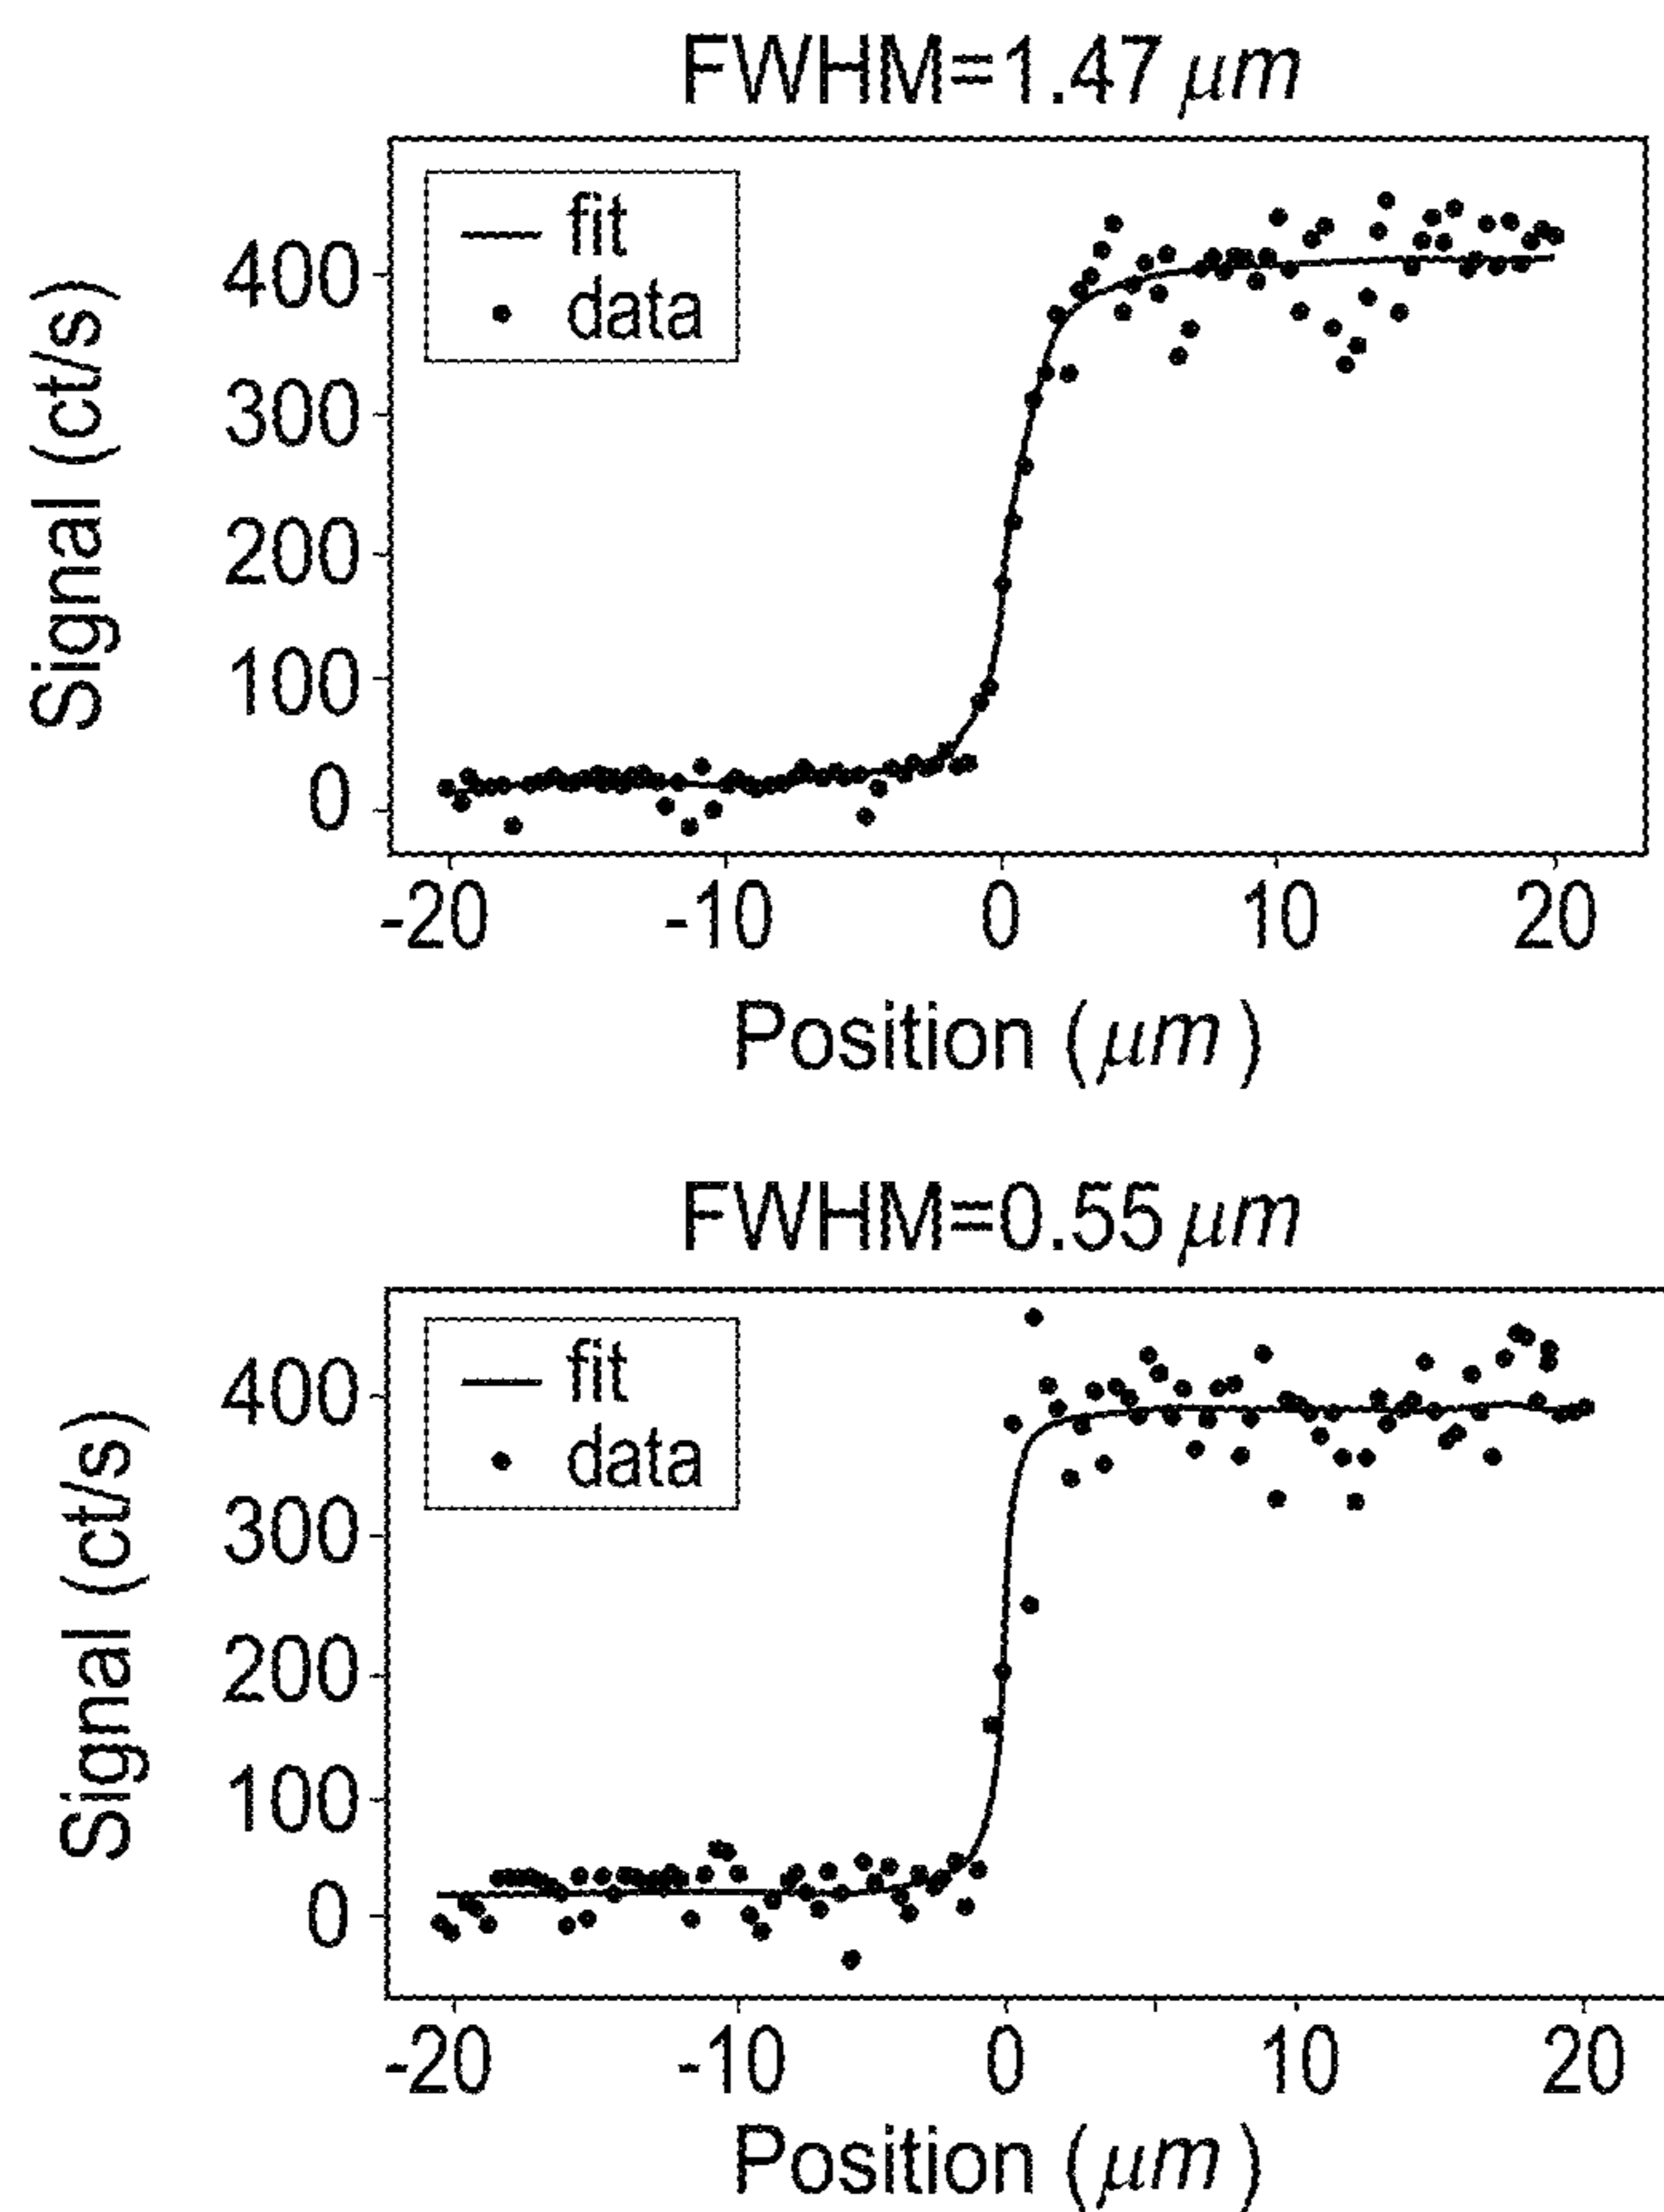 FWHM=1.47 μm
fit
data
Signal (ct/s)
400
300
200
100
0
-20 -10 0 10 20
Position (μm)
FWHM=0.55 μm
fit
data
Signal (ct/s)
400
300
200
100
0
-20 -10 0 10 20
Position (μm)